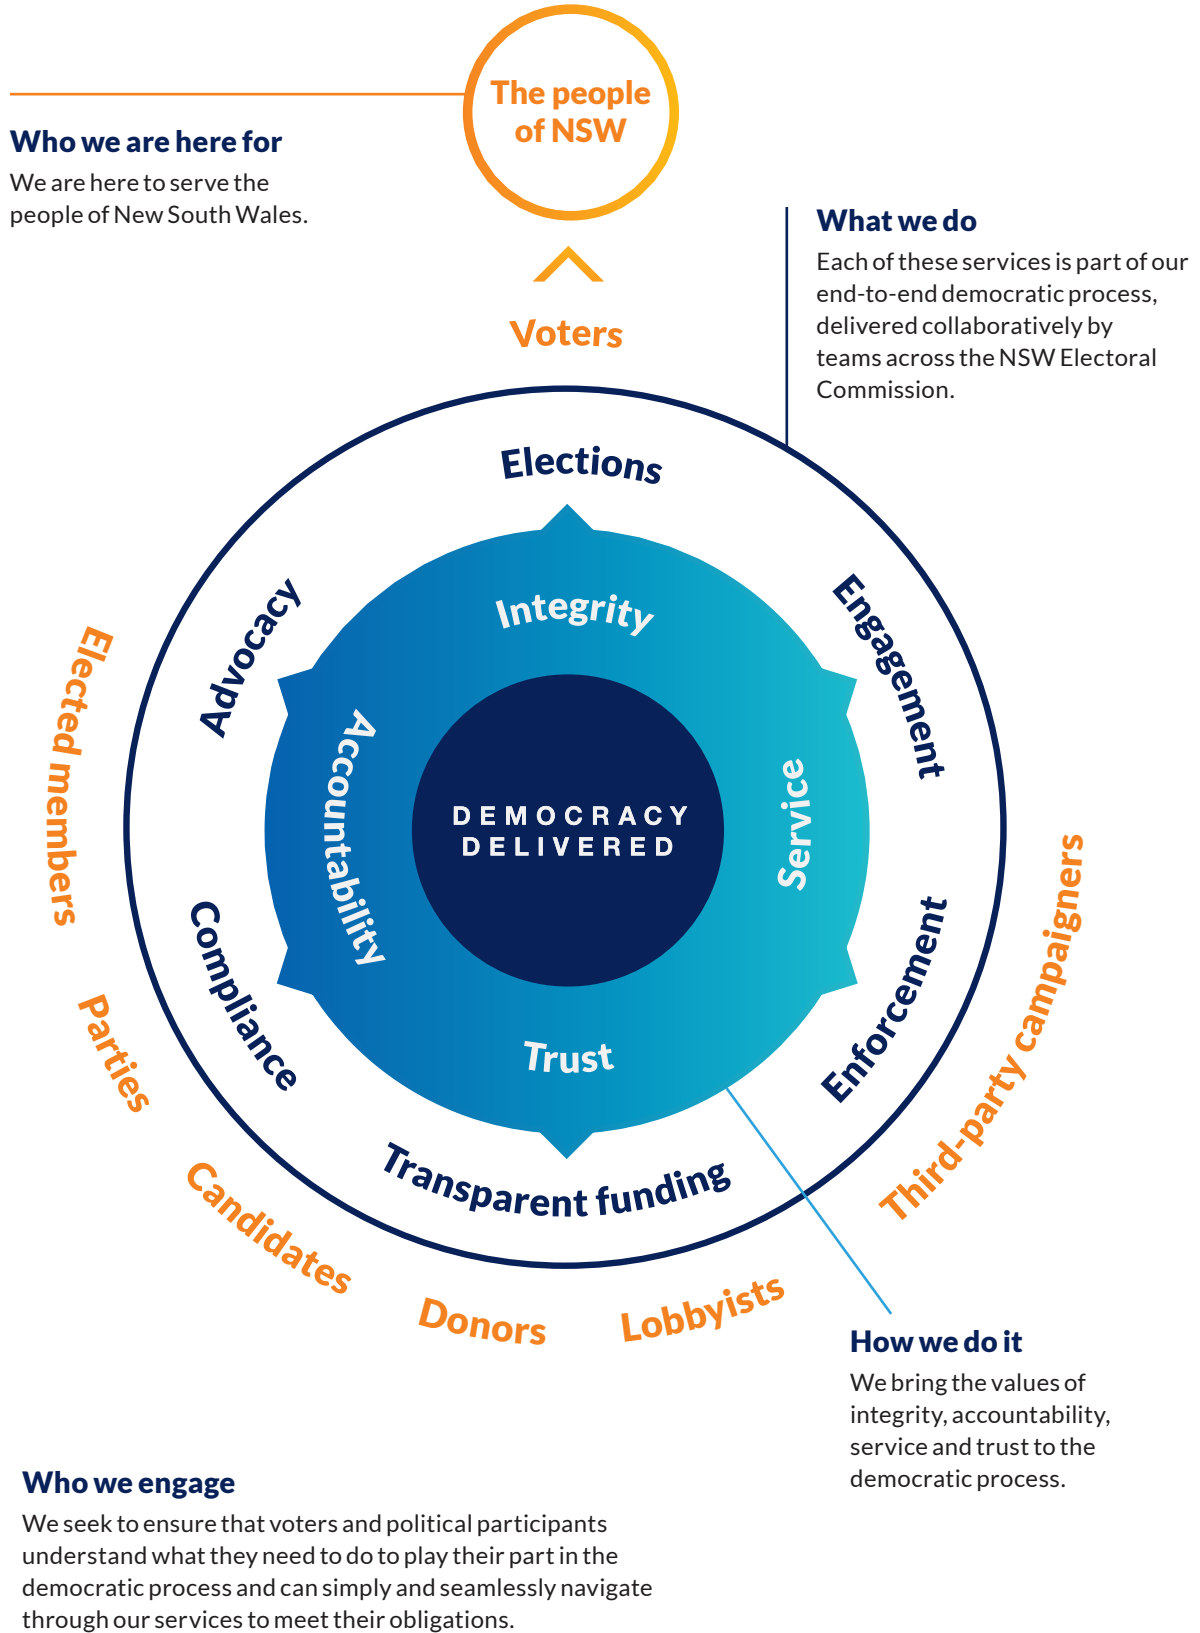 The people
of NSW
Who we are here for
We are here to serve the
people of New South Wales.
What we do
Each of these services is part of our
end-to-end democratic process,
delivered collaboratively by
teams across the NSW Electoral
Commission.
Voters
Elections
Engagement
Enforcement
Transparent funding
Compliance
Advocacy
Integrity
Service
Trust
Accountability
DEMOCRACY
DELIVERED
Elected members
Parties
Candidates
Donors
Lobbyists
Third-party campaigners
How we do it
We bring the values of
integrity, accountability,
service and trust to the
democratic process.
Who we engage
We seek to ensure that voters and political participants
understand what they need to do to play their part in the
democratic process and can simply and seamlessly navigate
through our services to meet their obligations.